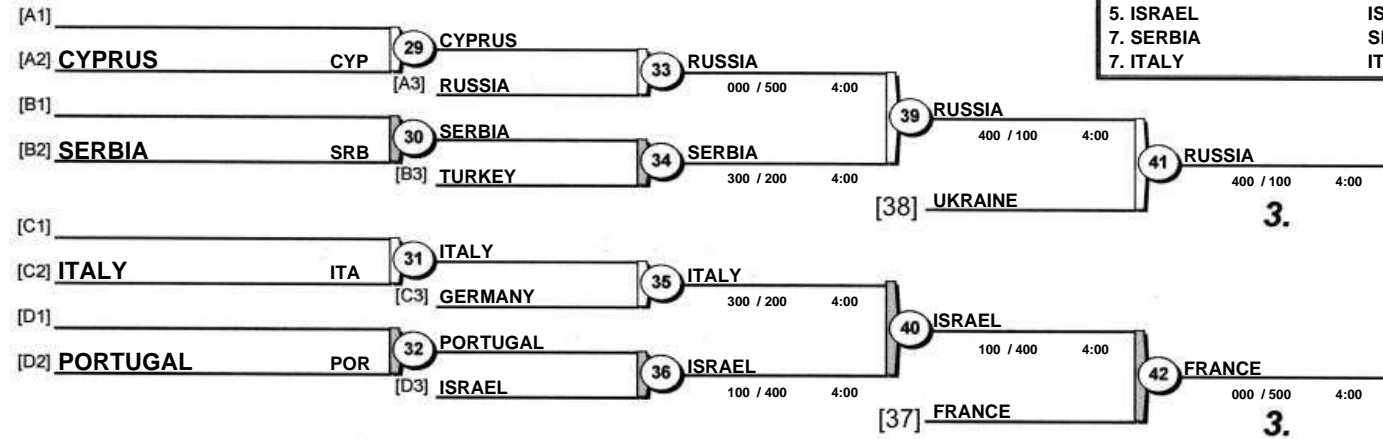 5. ISRAEL IS
7. SERBIA
7. ITALY IT
[A1]
[A2] CYPRUS CYP
29 CYPRUS
[A3] RUSSIA
33 RUSSIA
000 / 500 4:00
[B1]
[B2] SERBIA SRB
30 SERBIA
[B3] TURKEY
34 SERBIA
300 / 200 4:00
39 RUSSIA
400 / 100 4:00
[38] UKRAINE
41 RUSSIA
400 / 100 4:00
3.
[C1]
[C2] ITALY ITA
31 ITALY
[C3] GERMANY
35 ITALY
300 / 200 4:00
[D1]
[D2] PORTUGAL POR
32 PORTUGAL
[D3] ISRAEL
36 ISRAEL
100 / 400 4:00
40 ISRAEL
100 / 400 4:00
[37] FRANCE
42 FRANCE
000 / 500 4:00
3.